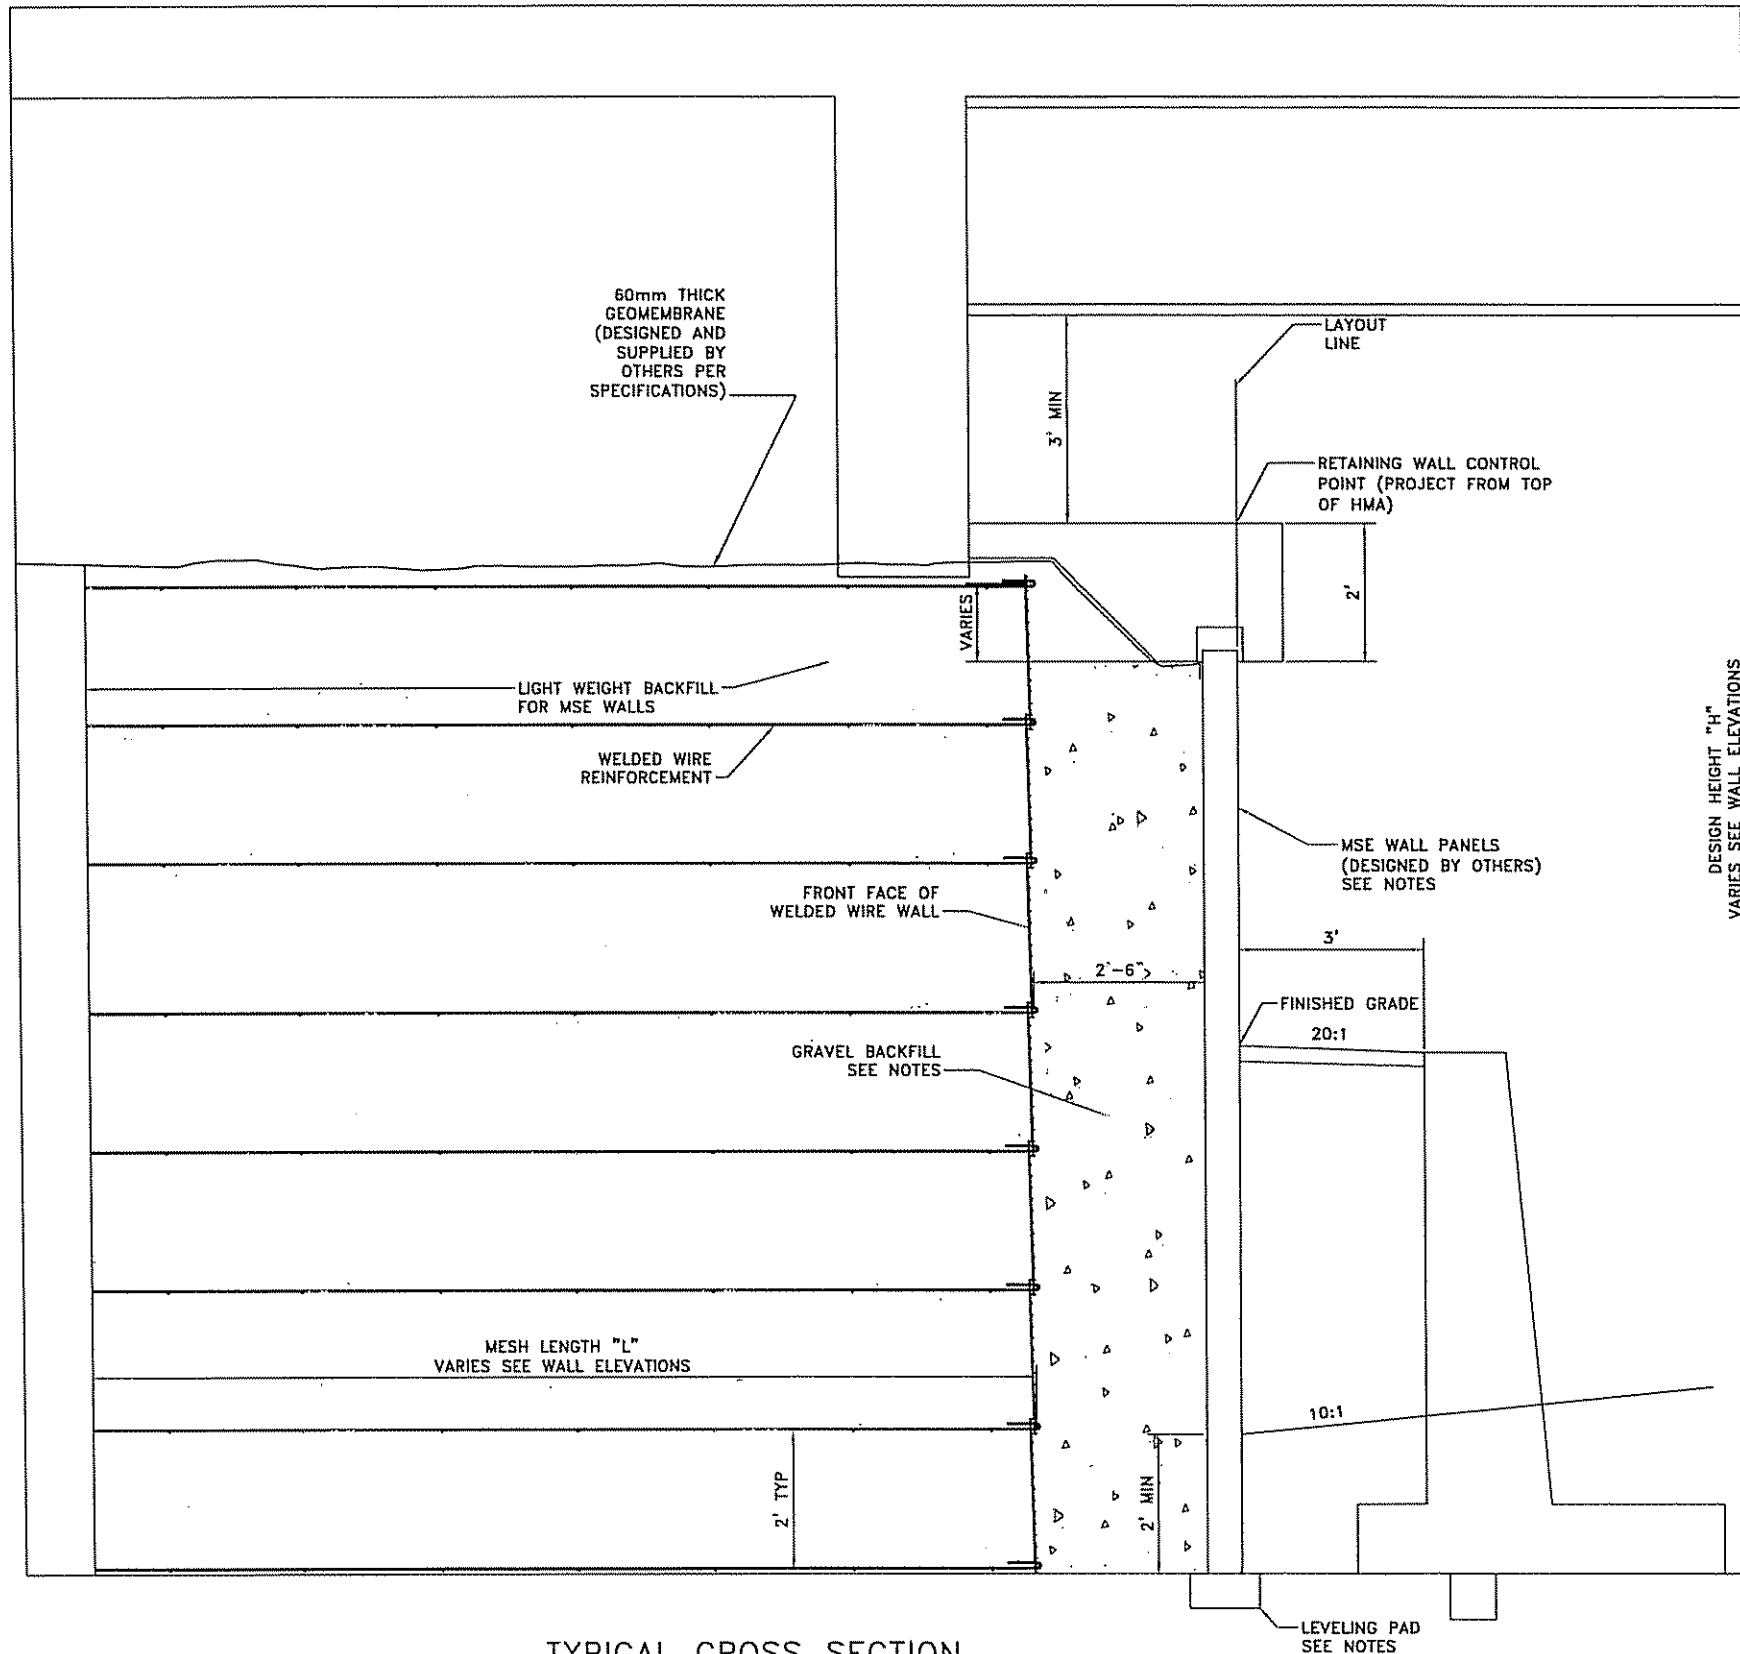 60mm THICK
GEOMEMBRANE
(DESIGNED AND
SUPPLIED BY
OTHERS PER
SPECIFICATIONS)
LAYOUT
LINE
3' MIN
RETAINING WALL CONTROL
POINT (PROJECT FROM TOP
OF HMA)
2'
VARIES
LIGHT WEIGHT BACKFILL
FOR MSE WALLS
WELDED WIRE
REINFORCEMENT
DESIGN HEIGHT "H"
VARIES SEE WALL ELEVATIONS
MSE WALL PANELS
(DESIGNED BY OTHERS)
SEE NOTES
FRONT FACE OF
WELDED WIRE WALL
3'
2'-6"
FINISHED GRADE
20:1
GRAVEL BACKFILL
SEE NOTES
MESH LENGTH "L"
VARIES SEE WALL ELEVATIONS
10:1
2' TYP
2' MIN
LEVELING PAD
SEE NOTES
TYPICAL CROSS SECTION